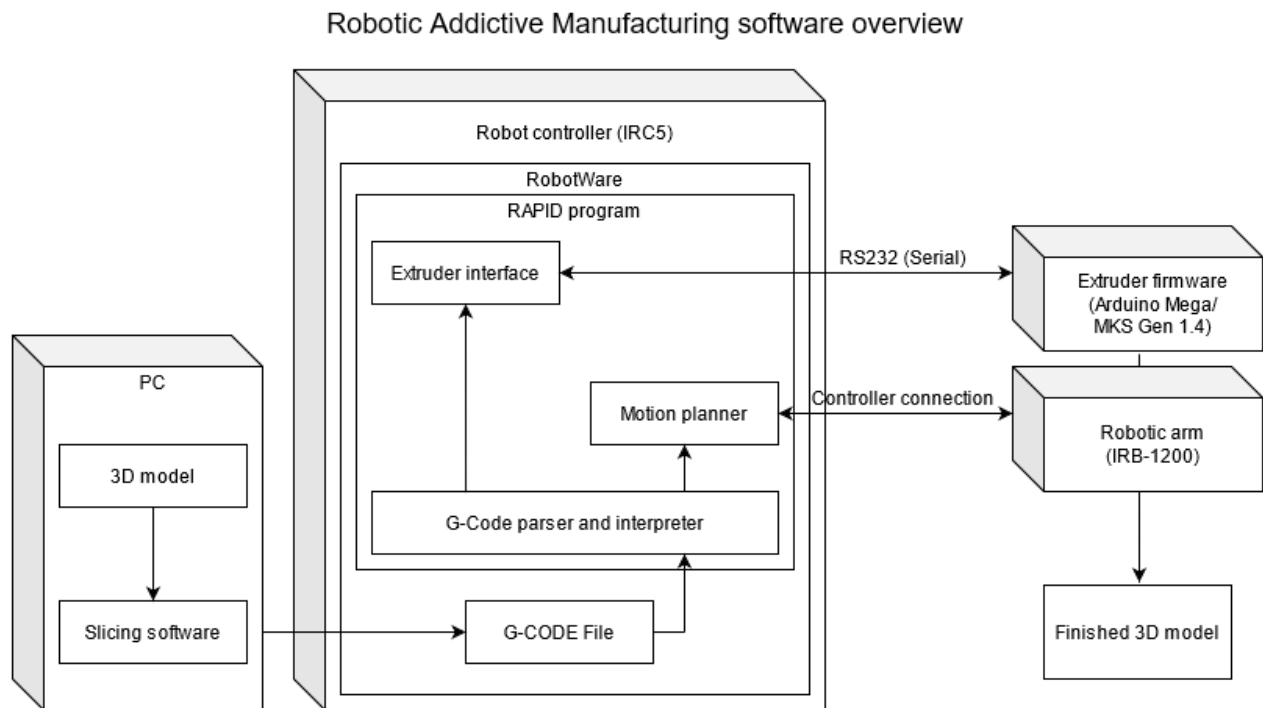 Robotic Addictive Manufacturing software overview
Robot controller (IRC5)
RobotWare
RAPID program
Extruder interface
RS232 (Serial)
Extruder firmware
(Arduino Mega/
MKS Gen 1.4)
PC
Motion planner
Controller connection
Robotic arm
(IRB-1200)
3D model
G-Code parser and interpreter
Slicing software
G-CODE File
Finished 3D model